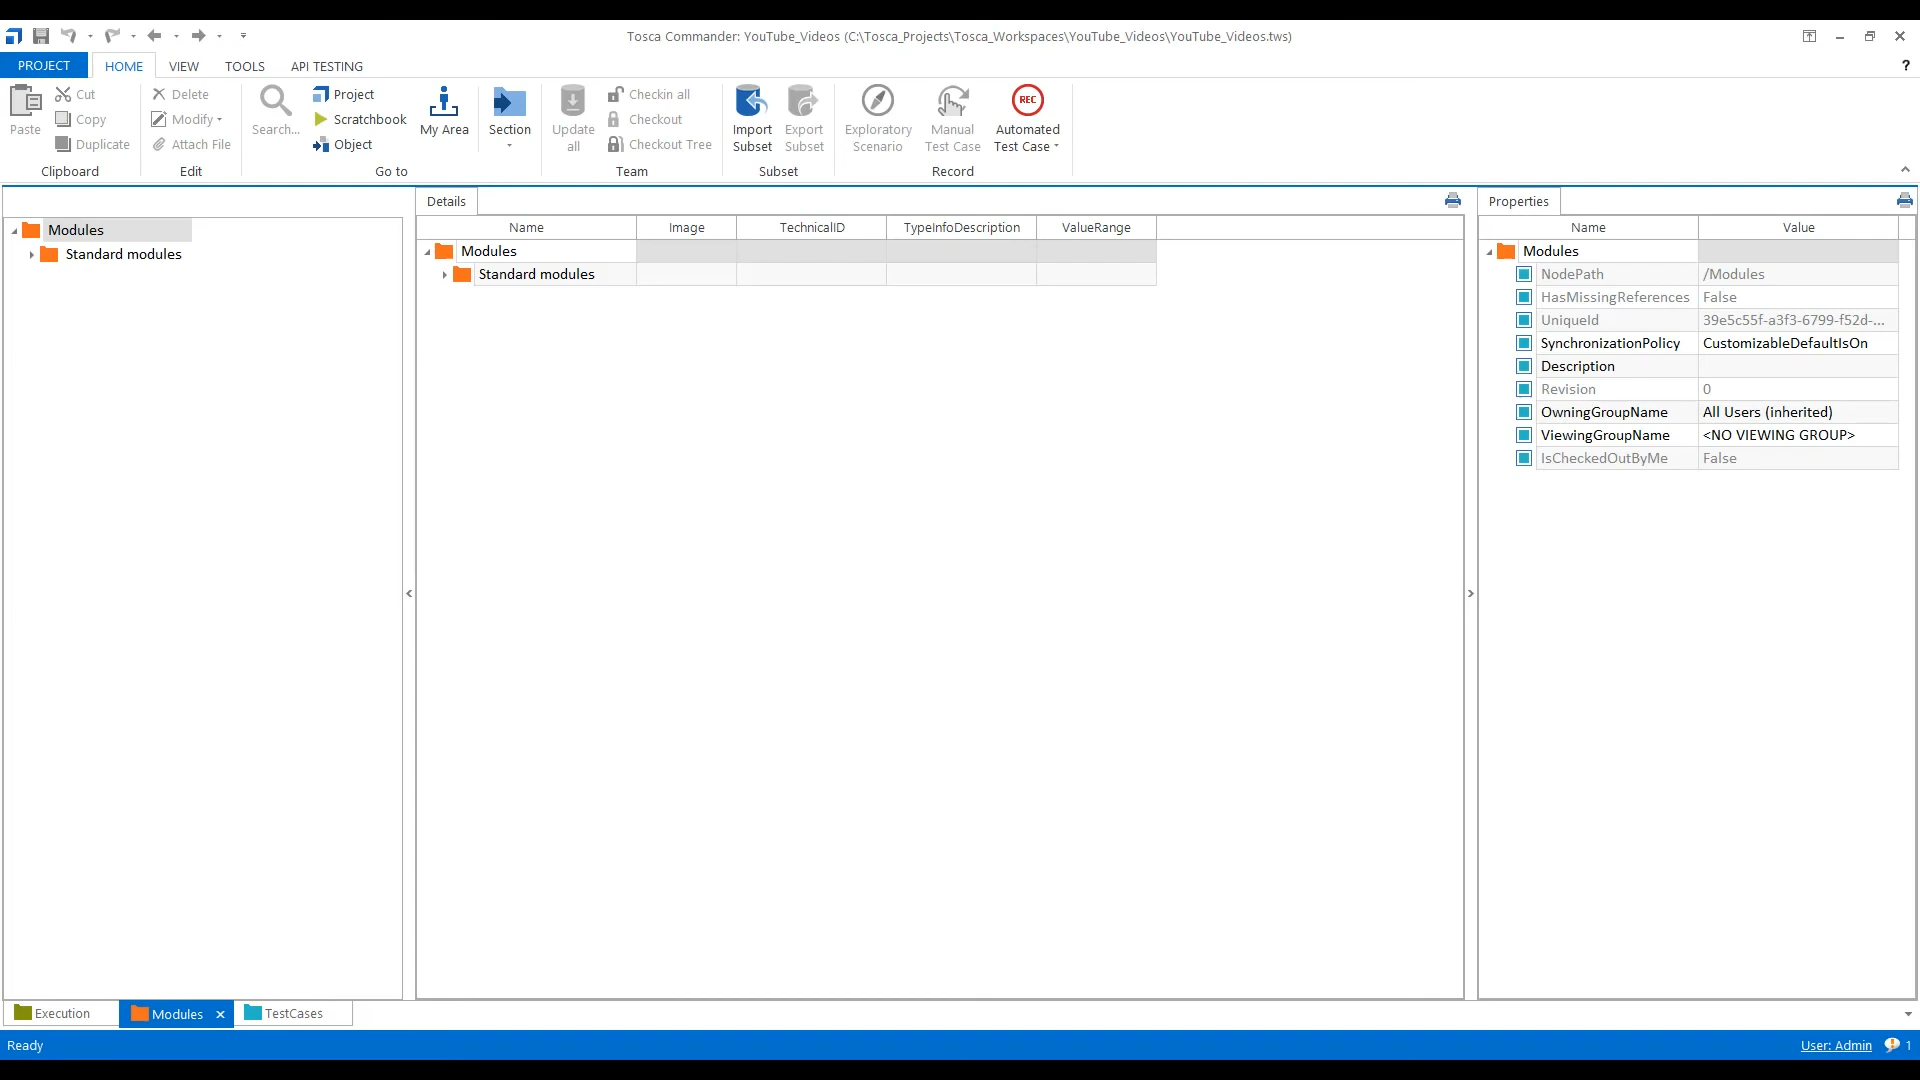 Tosca Commander: YouTube_Videos (C:\Tosca_Projects\Tosca_Workspaces\YouTube_Videos\YouTube_Videos.tws)
PROJECT HOME VIEW TOOLS API TESTING ?
Paste
Cut
Copy
Duplicate
Clipboard
Delete
Modify
Attach File
Edit
Search...
Project
Scratchbook
Object
My Area
Section
Go to
Update all
Checkin all
Checkout
Checkout Tree
Team
Import Subset
Export Subset
Subset
Exploratory Scenario
Manual Test Case
REC
Automated Test Case
Record
Modules
Standard modules
Details
Name Image TechnicalID TypeInfoDescription ValueRange
Modules
Standard modules
Properties
Name Value
Modules
NodePath /Modules
HasMissingReferences False
UniqueId 39e5c55f-a3f3-6799-f52d-...
SynchronizationPolicy CustomizableDefaultIsOn
Description
Revision 0
OwningGroupName All Users (inherited)
ViewingGroupName <NO VIEWING GROUP>
IsCheckedOutByMe False
Execution Modules TestCases
Ready User: Admin 1